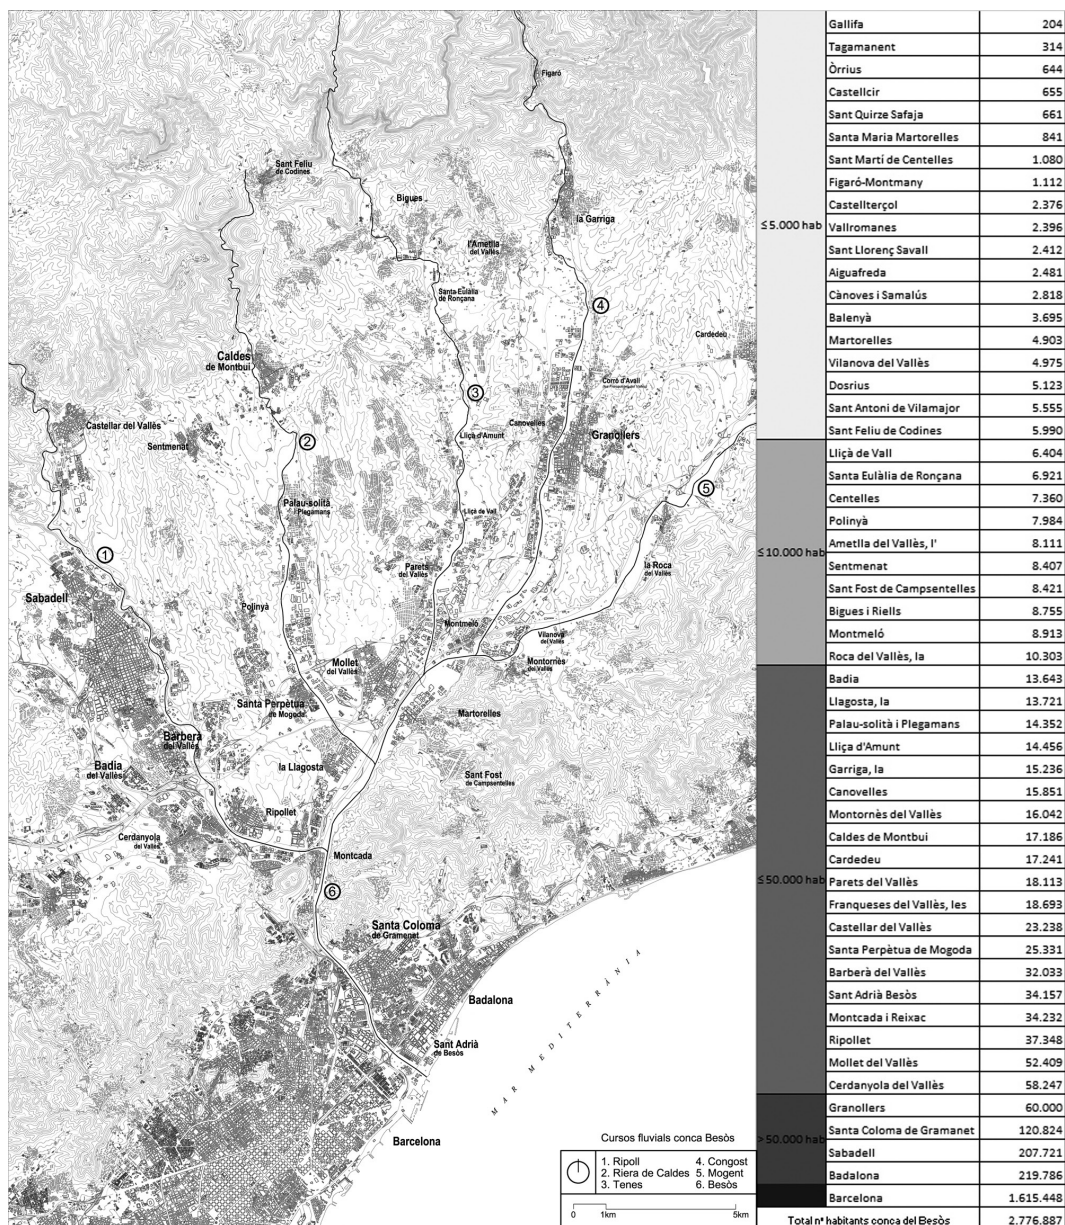 Figaró
Sant Feliu
de Codines
Bigues
la Garriga
l'Ametlla
del Vallès
Santa Eulàlia
de Ronçana
4
Cardedeu
Caldes
de Montbui
3
Corró d'Avall
Castellar del Vallès
Sentmenat
2
Canovelles
Lliçà d'Amunt
Granollers
5
Palau-solità
Plegamans
Lliçà de Vall
1
Parets
del Vallès
la Roca
del Vallès
Sabadell
Polinyà
Montmeló
Vilanova
del Vallès
Mollet
del Vallès
Montornès
del Vallès
Santa Perpètua
de Mogoda
Martorelles
Barberà
del Vallès
Badia
del Vallès
la Llagosta
Sant Fost
de Campsentelles
Ripollet
Cerdanyola
del Vallès
Montcada
6
Santa Coloma
de Gramenet
Badalona
Sant Adrià
de Besòs
MAR MEDITERRÀNIA
Barcelona
Cursos fluvials conca Besòs
1. Ripoll 4. Congost
2. Riera de Caldes 5. Mogent
3. Tenes 6. Besòs
0 1km 5km
≤5.000 hab
Gallifa 204
Tagamanent 314
Òrrius 644
Castellcir 655
Sant Quirze Safaja 661
Santa Maria Martorelles 841
Sant Martí de Centelles 1.080
Figaró-Montmany 1.112
Castellterçol 2.376
Vallromanes 2.396
Sant Llorenç Savall 2.412
Aiguafreda 2.481
Cànoves i Samalús 2.818
Balenyà 3.695
Martorelles 4.903
Vilanova del Vallès 4.975
Dosrius 5.123
Sant Antoni de Vilamajor 5.555
Sant Feliu de Codines 5.990
≤10.000 hab
Lliçà de Vall 6.404
Santa Eulàlia de Ronçana 6.921
Centelles 7.360
Polinyà 7.984
Ametlla del Vallès, l' 8.111
Sentmenat 8.407
Sant Fost de Campsentelles 8.421
Bigues i Riells 8.755
Montmeló 8.913
Roca del Vallès, la 10.303
≤50.000 hab
Badia 13.643
Llagosta, la 13.721
Palau-solità i Plegamans 14.352
Lliça d'Amunt 14.456
Garriga, la 15.236
Canovelles 15.851
Montornès del Vallès 16.042
Caldes de Montbui 17.186
Cardedeu 17.241
Parets del Vallès 18.113
Franqueses del Vallès, les 18.693
Castellar del Vallès 23.238
Santa Perpètua de Mogoda 25.331
Barberà del Vallès 32.033
Sant Adrià Besòs 34.157
Montcada i Reixac 34.232
Ripollet 37.348
Mollet del Vallès 52.409
Cerdanyola del Vallès 58.247
>50.000 hab
Granollers 60.000
Santa Coloma de Gramanet 120.824
Sabadell 207.721
Badalona 219.786
Barcelona 1.615.448
Total nº habitants conca del Besòs 2.776.887